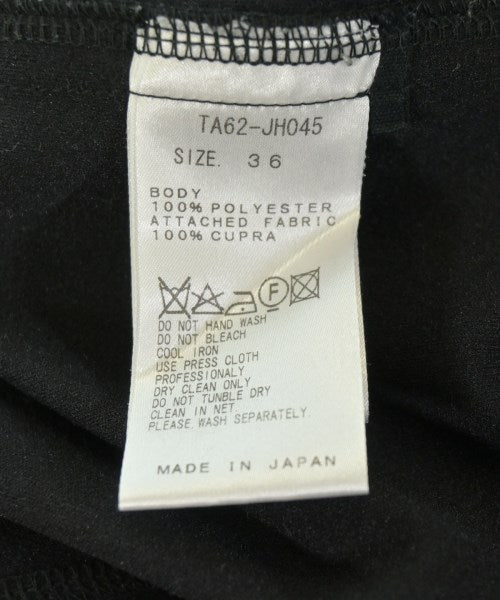 TA62-JH045
SIZE. 36
BODY
100% POLYESTER
ATTACHED FABRIC
100% CUPRA
F
DO NOT HAND WASH
DO NOT BLEACH
COOL IRON
USE PRESS CLOTH
PROFESSIONALY
DRY CLEAN ONLY
DO NOT TUNBLE DRY
CLEAN IN NET.
PLEASE WASH SEPARATELY.
MADE IN JAPAN